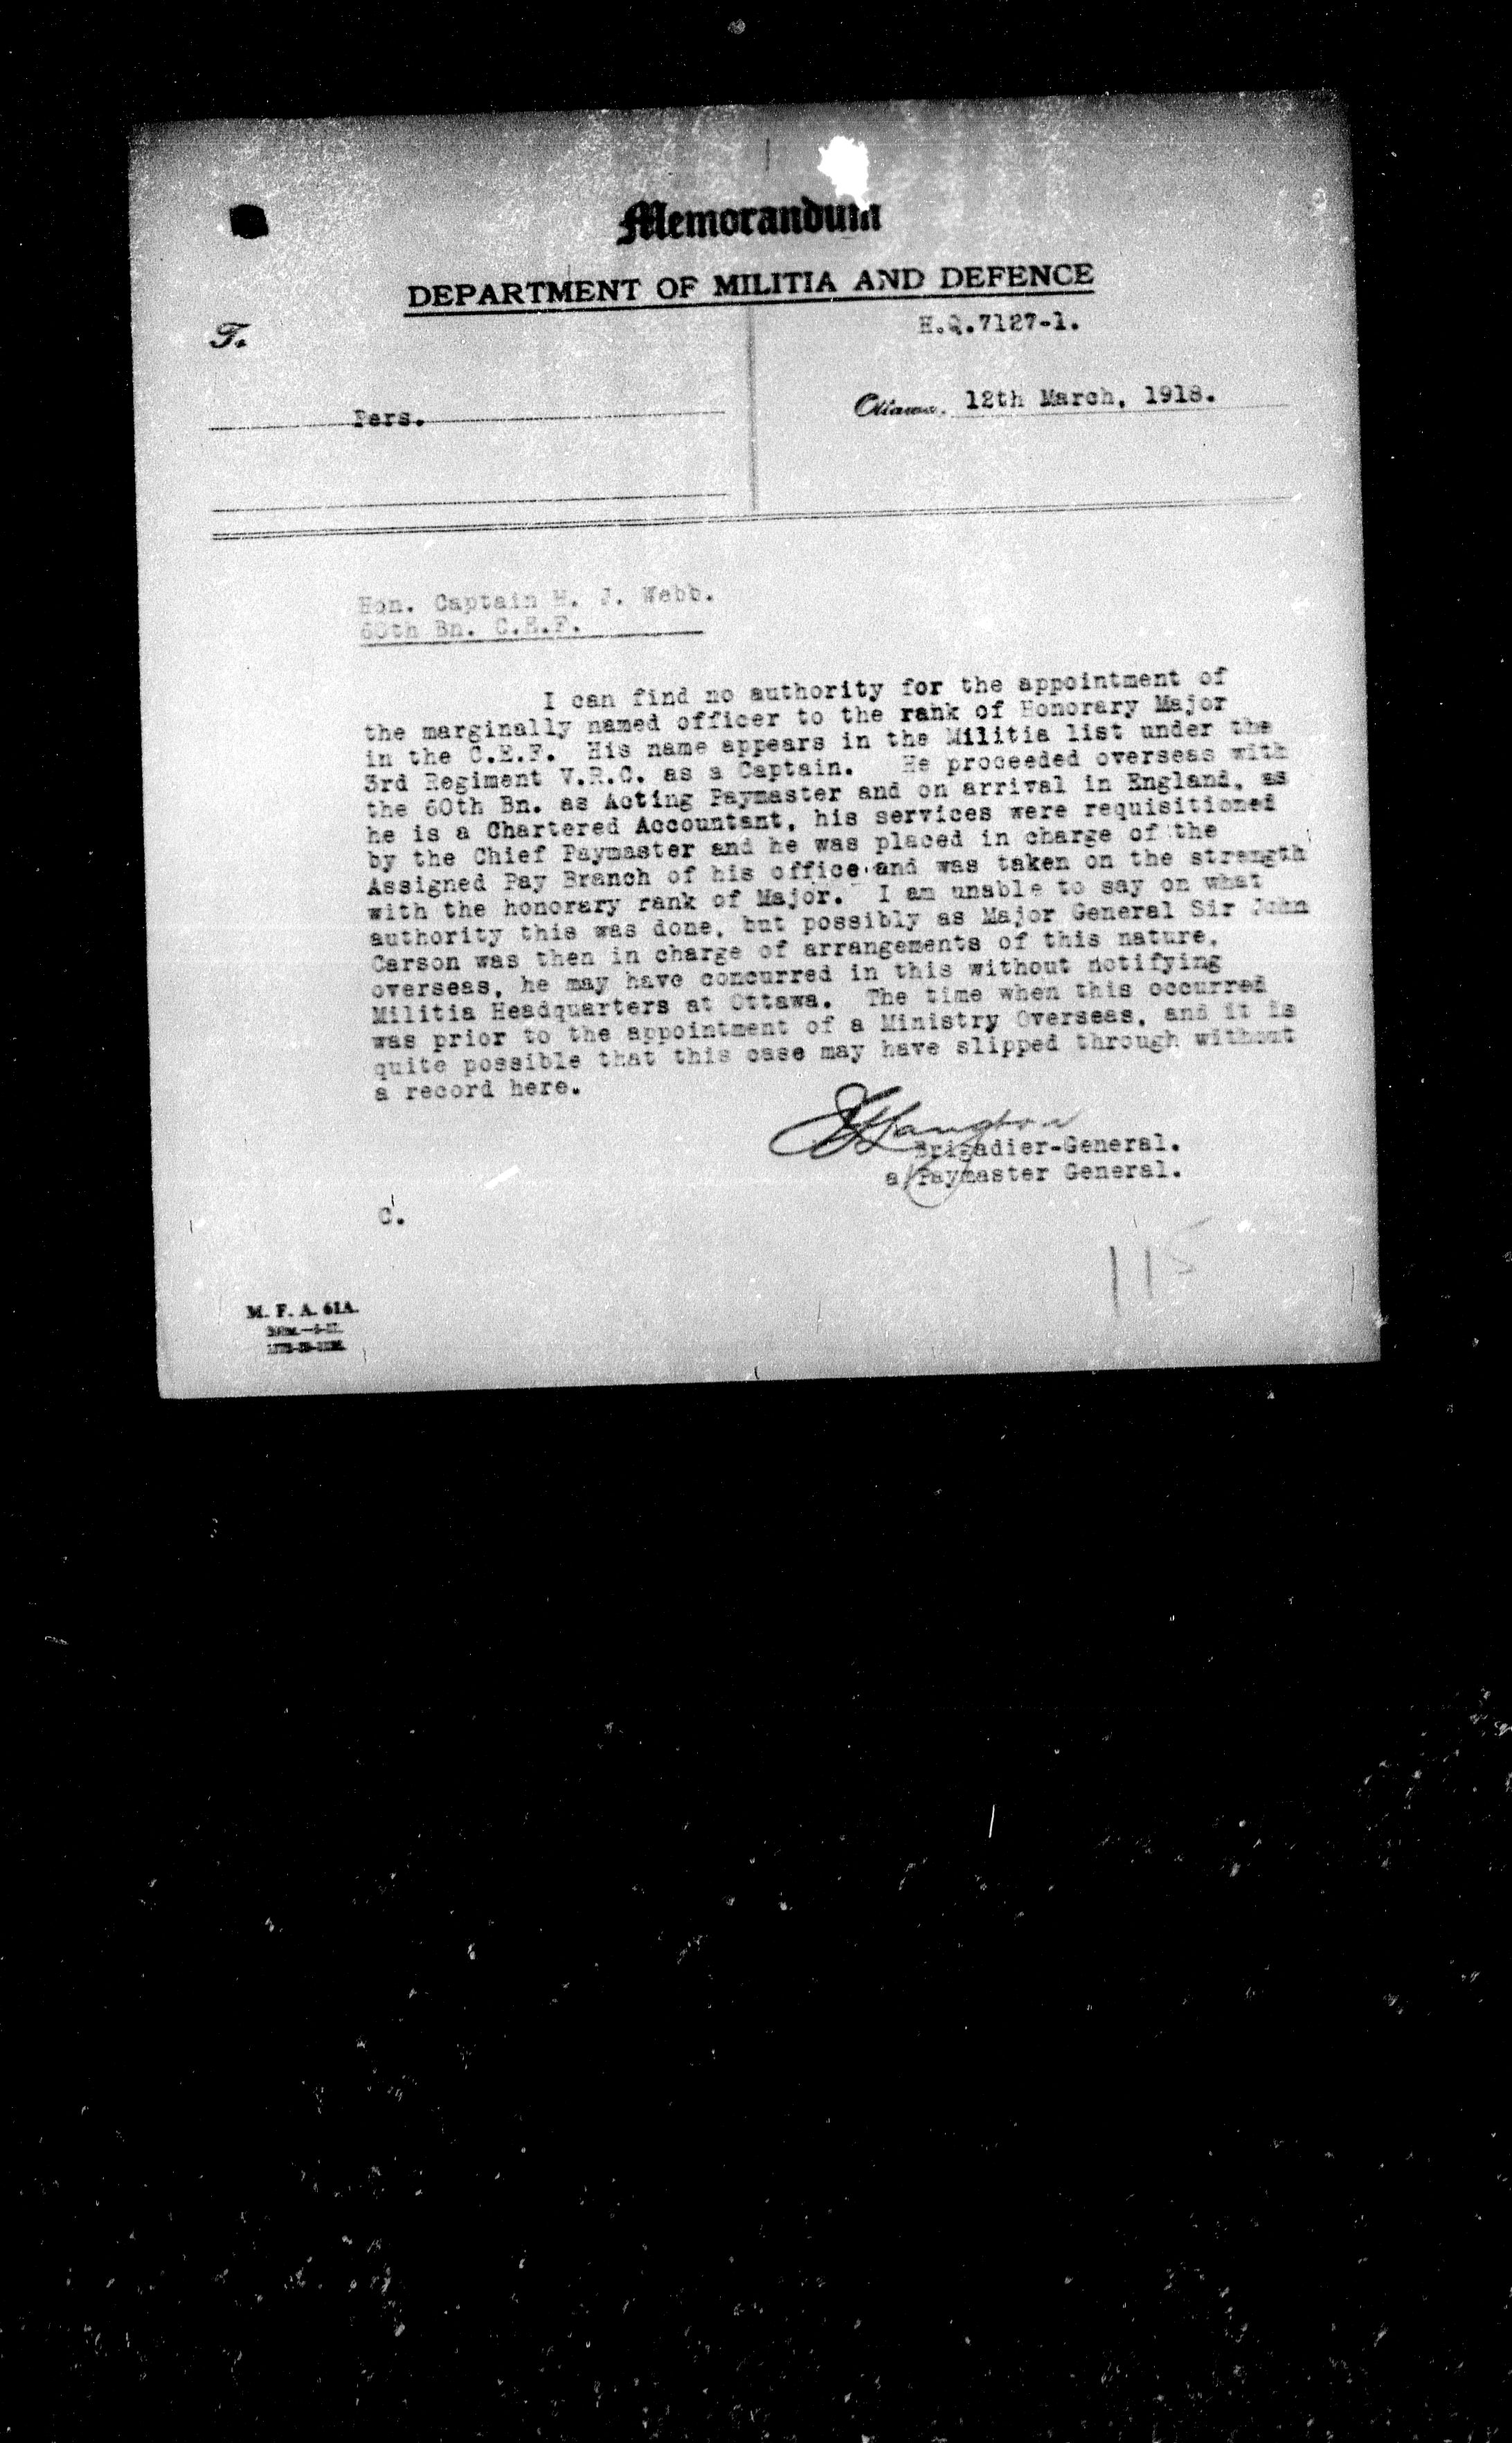 Memorandum
DEPARTMENT OF MILITIA AND DEFENCE
H.Q.7127-1.
T.
Pers.
Ottawa, 12th March, 1918.
Hon. Captain H. J. Webb.
60th Bn. C.E.F.
I can find no authority for the appointment of
the marginally named officer to the rank of Honorary Major
in the C.E.F. His name appears in the Militia list under the
3rd Regiment V.R.C. as a Captain. He proceeded overseas with
the 60th Bn. as Acting Paymaster and on arrival in England, as
he is a Chartered Accountant, his services were requisitioned
by the Chief Paymaster and he was placed in charge of the
Assigned Pay Branch of his office and was taken on the strength
with the honorary rank of Major. I am unable to say on what
authority this was done, but possibly as Major General Sir John
Carson was then in charge of arrangements of this nature,
overseas, he may have concurred in this without notifying
Militia Headquarters at Ottawa. The time when this occurred
was prior to the appointment of a Ministry Overseas, and it is
quite possible that this case may have slipped through without
a record here.
Brigadier-General.
a/Paymaster General.
C.
115
M. F. A. 61A.